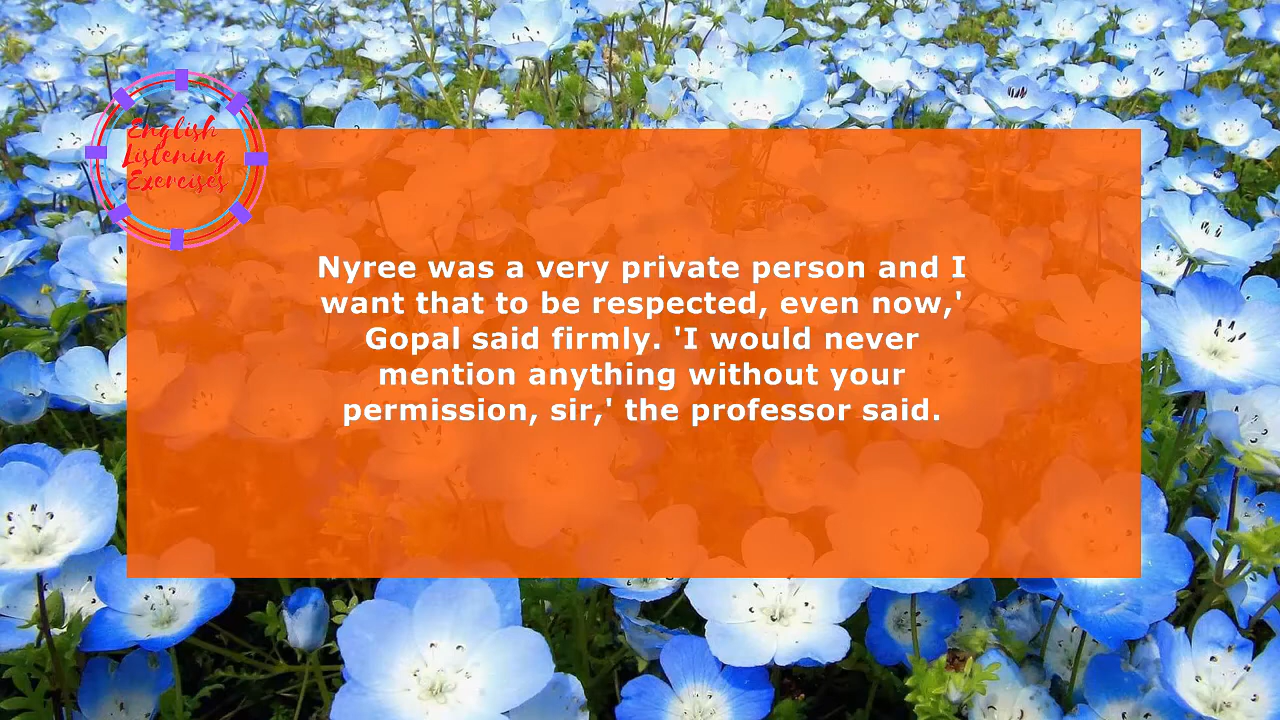 English
Listening
Exercises
Nyree was a very private person and I
want that to be respected, even now,'
Gopal said firmly. 'I would never
mention anything without your
permission, sir,' the professor said.